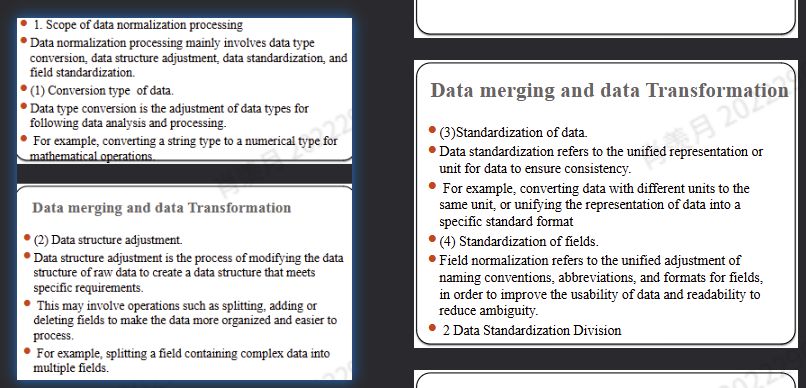 1. Scope of data normalization processing
Data normalization processing mainly involves data type
conversion, data structure adjustment, data standardization, and
field standardization.
(1) Conversion type of data.
Data type conversion is the adjustment of data types for
following data analysis and processing.
For example, converting a string type to a numerical type for
mathematical operations.
Data merging and data Transformation
(2) Data structure adjustment.
Data structure adjustment is the process of modifying the data
structure of raw data to create a data structure that meets
specific requirements.
This may involve operations such as splitting, adding or
deleting fields to make the data more organized and easier to
process.
For example, splitting a field containing complex data into
multiple fields.
Data merging and data Transformation
(3)Standardization of data.
Data standardization refers to the unified representation or
unit for data to ensure consistency.
For example, converting data with different units to the
same unit, or unifying the representation of data into a
specific standard format
(4) Standardization of fields.
Field normalization refers to the unified adjustment of
naming conventions, abbreviations, and formats for fields,
in order to improve the usability of data and readability to
reduce ambiguity.
2 Data Standardization Division